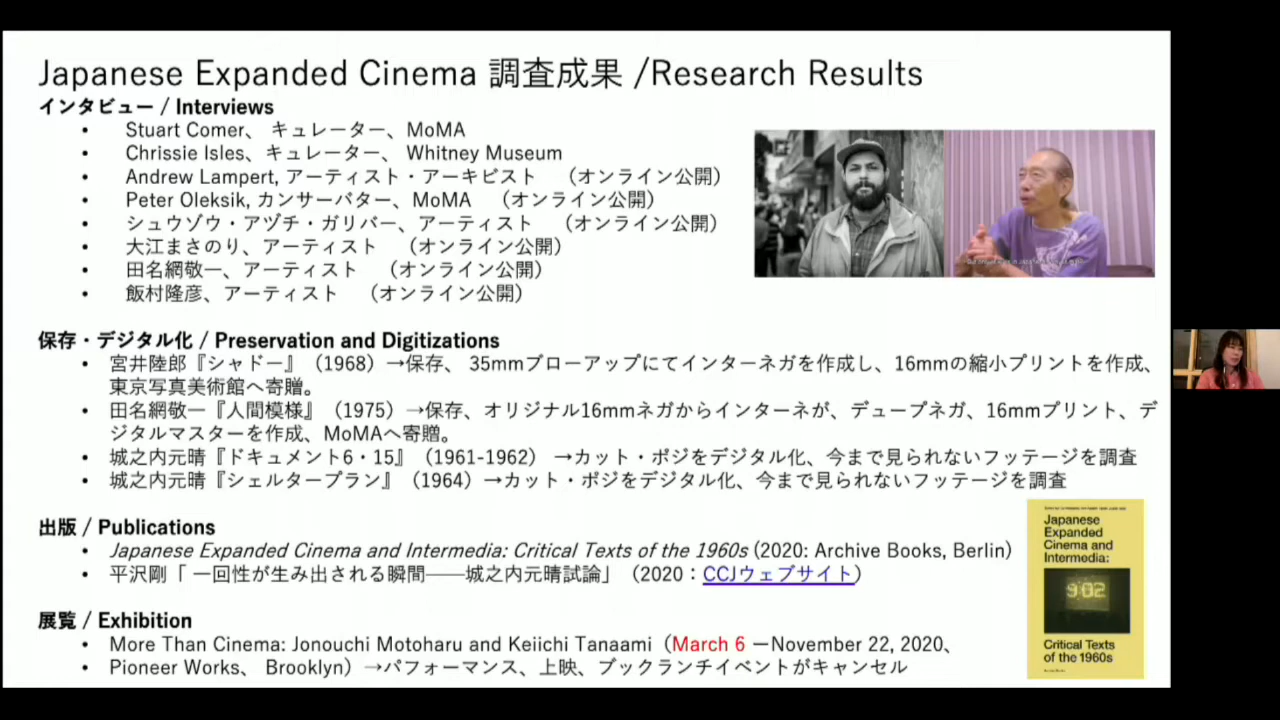 Japanese Expanded Cinema 調査成果 /Research Results
インタビュー / Interviews
• Stuart Comer、 キュレーター、MoMA
• Chrissie Isles、キュレーター、 Whitney Museum
• Andrew Lampert, アーティスト・アーキビスト （オンライン公開）
• Peter Oleksik, カンサーバター、MoMA （オンライン公開）
• シュウゾウ・アヅチ・ガリバー、アーティスト （オンライン公開）
• 大江まさのり、アーティスト （オンライン公開）
• 田名網敬一、アーティスト （オンライン公開）
• 飯村隆彦、アーティスト （オンライン公開）
保存・デジタル化 / Preservation and Digitizations
• 宮井陸郎『シャドー』（1968）→保存、 35mmブローアップにてインターネガを作成し、16mmの縮小プリントを作成、
東京写真美術館へ寄贈。
• 田名網敬一『人間模様』（1975）→保存、オリジナル16mmネガからインターネが、デュープネガ、16mmプリント、デ
ジタルマスターを作成、MoMAへ寄贈。
• 城之内元晴『ドキュメント6・15』（1961-1962） →カット・ポジをデジタル化、今まで見られないフッテージを調査
• 城之内元晴『シェルタープラン』（1964）→カット・ポジをデジタル化、今まで見られないフッテージを調査
出版 / Publications
• Japanese Expanded Cinema and Intermedia: Critical Texts of the 1960s (2020: Archive Books, Berlin)
• 平沢剛「 一回性が生み出される瞬間――城之内元晴試論」（2020：CCJウェブサイト）
展覧 / Exhibition
• More Than Cinema: Jonouchi Motoharu and Keiichi Tanaami（March 6 —November 22, 2020、
• Pioneer Works、 Brooklyn）→パフォーマンス、上映、ブックランチイベントがキャンセル
Japanese
Expanded
Cinema and
Intermedia:
9:02
Critical Texts
of the 1960s